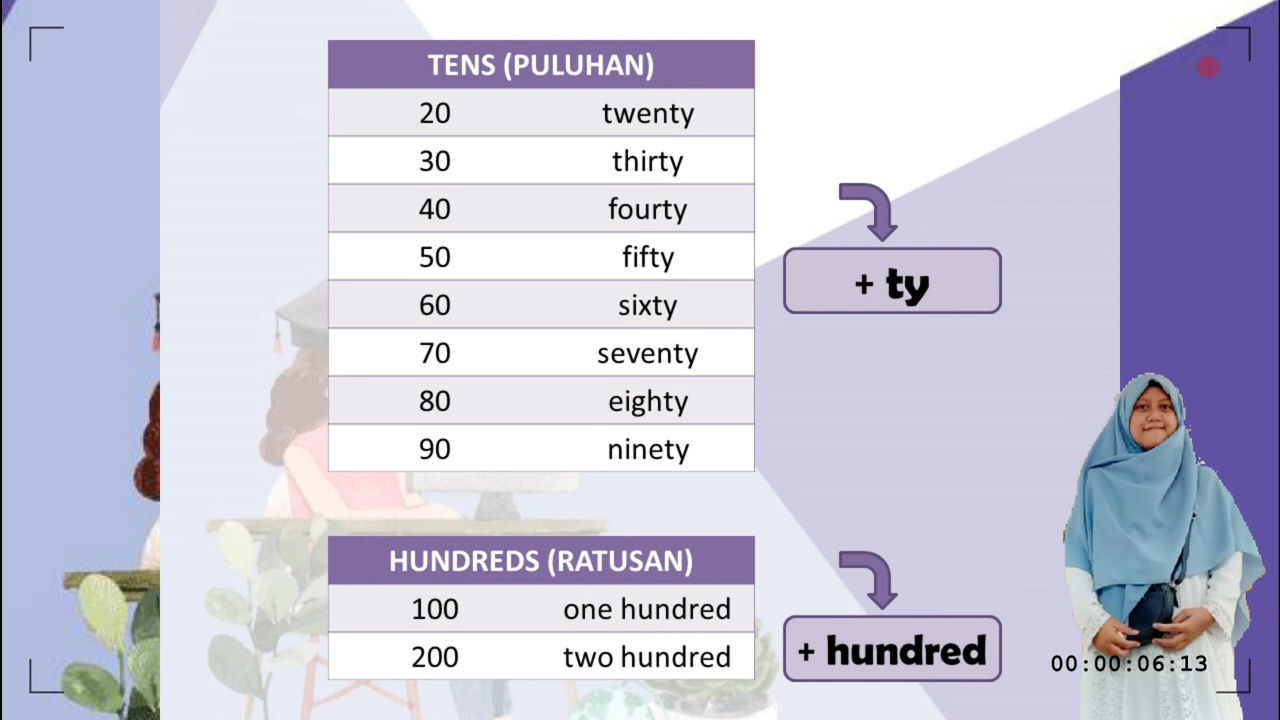 TENS (PULUHAN)
20 twenty
30 thirty
40 fourty
50 fifty
60 sixty
70 seventy
80 eighty
90 ninety
+ ty
HUNDREDS (RATUSAN)
100 one hundred
200 two hundred
+ hundred
00:00:06:13